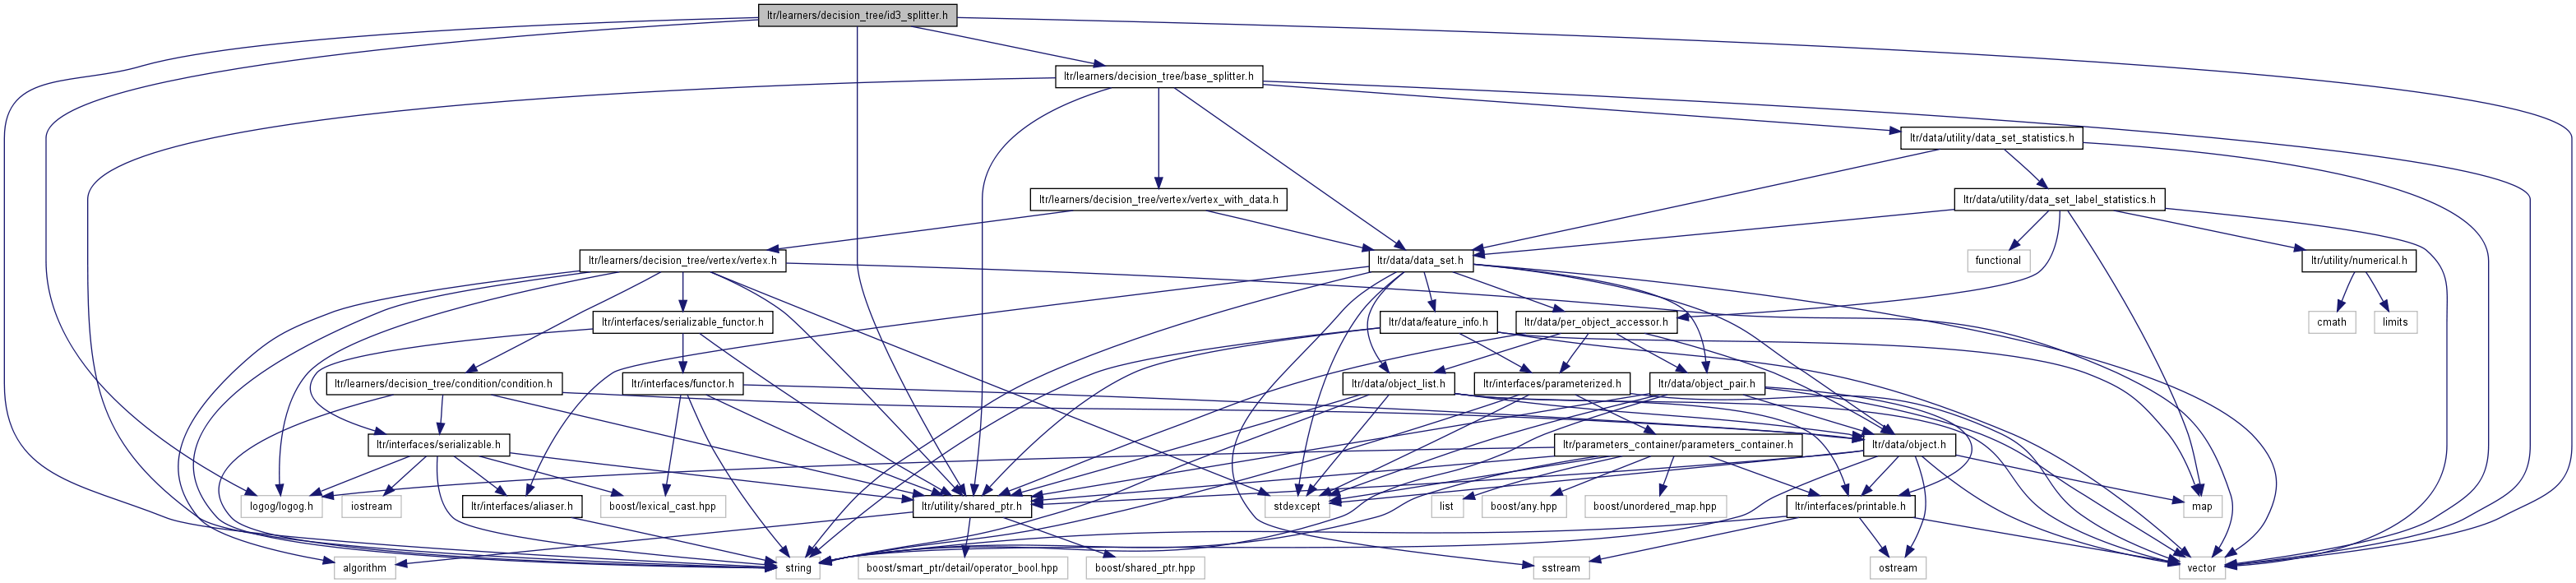 ltr/learners/decision_tree/id3_splitter.h
ltr/learners/decision_tree/base_splitter.h
ltr/data/utility/data_set_statistics.h
ltr/learners/decision_tree/vertex/vertex_with_data.h
ltr/data/utility/data_set_label_statistics.h
ltr/learners/decision_tree/vertex/vertex.h
ltr/data/data_set.h
functional
ltr/utility/numerical.h
ltr/interfaces/serializable_functor.h
ltr/data/feature_info.h
ltr/data/per_object_accessor.h
cmath
limits
ltr/learners/decision_tree/condition/condition.h
ltr/interfaces/functor.h
ltr/data/object_list.h
ltr/interfaces/parameterized.h
ltr/data/object_pair.h
ltr/interfaces/serializable.h
ltr/parameters_container/parameters_container.h
ltr/data/object.h
logog/logog.h
iostream
ltr/interfaces/aliaser.h
boost/lexical_cast.hpp
ltr/utility/shared_ptr.h
stdexcept
list
boost/any.hpp
boost/unordered_map.hpp
ltr/interfaces/printable.h
map
algorithm
string
boost/smart_ptr/detail/operator_bool.hpp
boost/shared_ptr.hpp
sstream
ostream
vector